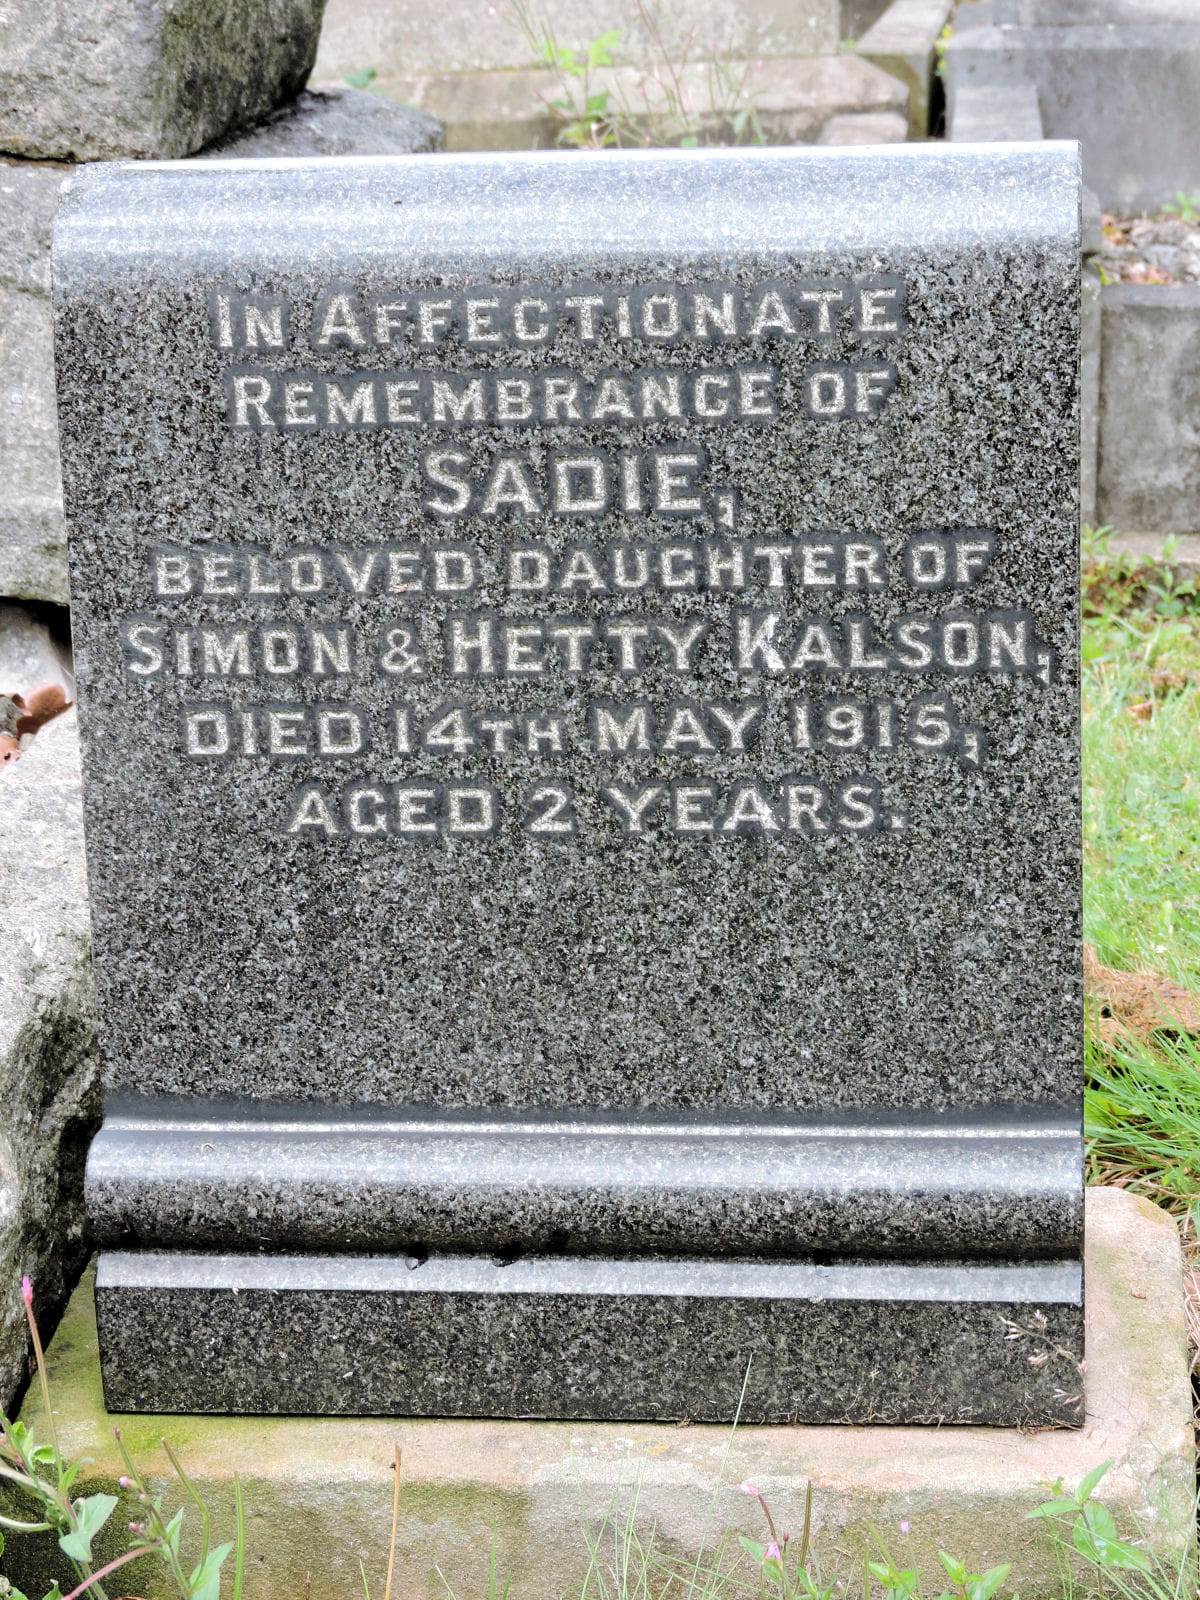 In Affectionate
Remembrance of
Sadie,
beloved daughter of
Simon & Hetty Kalson,
died 14th May 1915,
aged 2 years.